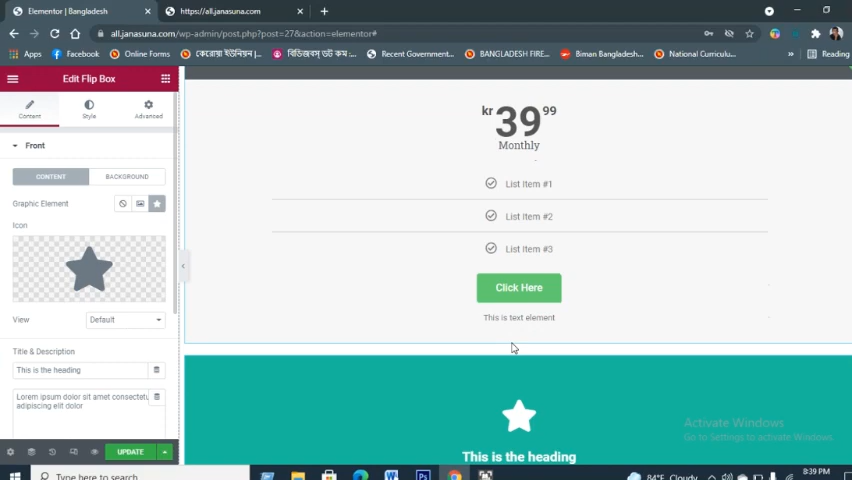 Elementor | Bangladesh
https://all.janasuna.com
all.janasuna.com/wp-admin/post.php?post=27&action=elementor#
Apps
Facebook
Online Forms
কেরোয়া ইউনিয়ন |...
বিডিজবস্ ডট কম :...
Recent Government...
BANGLADESH FIRE...
Biman Bangladesh...
National Curriculu...
»
Reading
Edit Flip Box
Content
Style
Advanced
Front
CONTENT
BACKGROUND
Graphic Element
Icon
View
Default
Title & Description
This is the heading
Lorem ipsum dolor sit amet consectetu
adipiscing elit dolor
UPDATE
kr 39 99
Monthly
List Item #1
List Item #2
List Item #3
Click Here
This is text element
This is the heading
Activate Windows
Go to Settings to activate Windows.
Type here to search
84°F Cloudy
8:39 PM